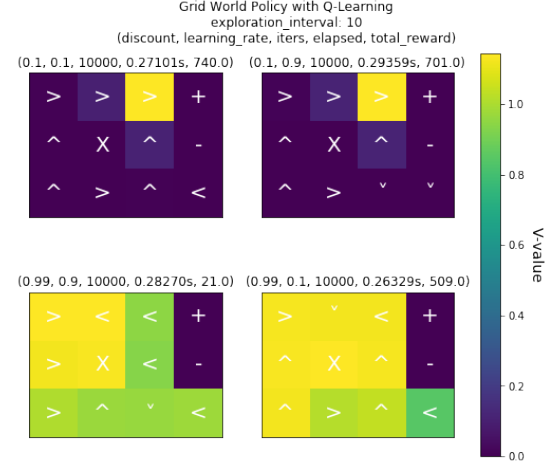 Grid World Policy with Q-Learning
exploration_interval: 10
(discount, learning_rate, iters, elapsed, total_reward)
(0.1, 0.1, 10000, 0.27101s, 740.0)
> > > +
^ X ^ -
^ > ^ <
(0.1, 0.9, 10000, 0.29359s, 701.0)
> > > +
^ X ^ -
^ > ˅ ˅
(0.99, 0.9, 10000, 0.28270s, 21.0)
> < < +
> X < -
> ^ ˅ <
(0.99, 0.1, 10000, 0.26329s, 509.0)
> ˅ < +
^ X ^ -
^ > ^ <
1.0
0.8
0.6
0.4
0.2
0.0
V-value